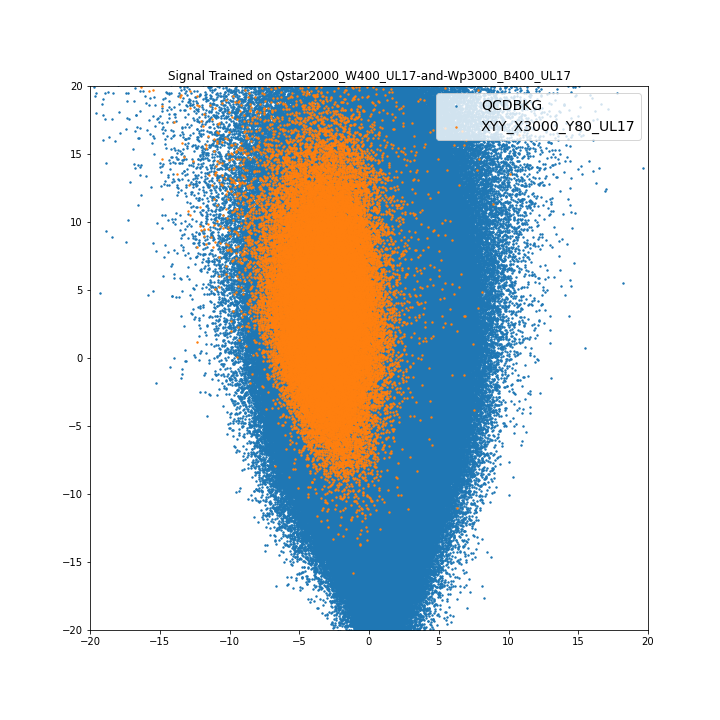 Signal Trained on Qstar2000_W400_UL17-and-Wp3000_B400_UL17
QCDBKG
XYY_X3000_Y80_UL17
20
15
10
5
0
−5
−10
−15
−20
−20 −15 −10 −5 0 5 10 15 20